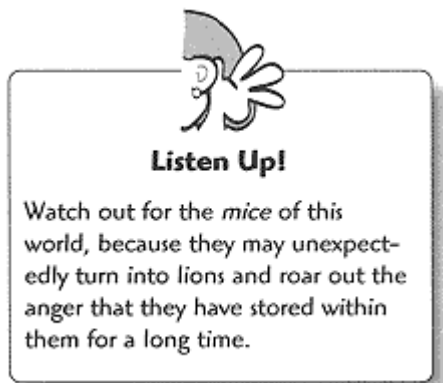 Listen Up!
Watch out for the mice of this
world, because they may unexpect-
edly turn into lions and roar out the
anger that they have stored within
them for a long time.